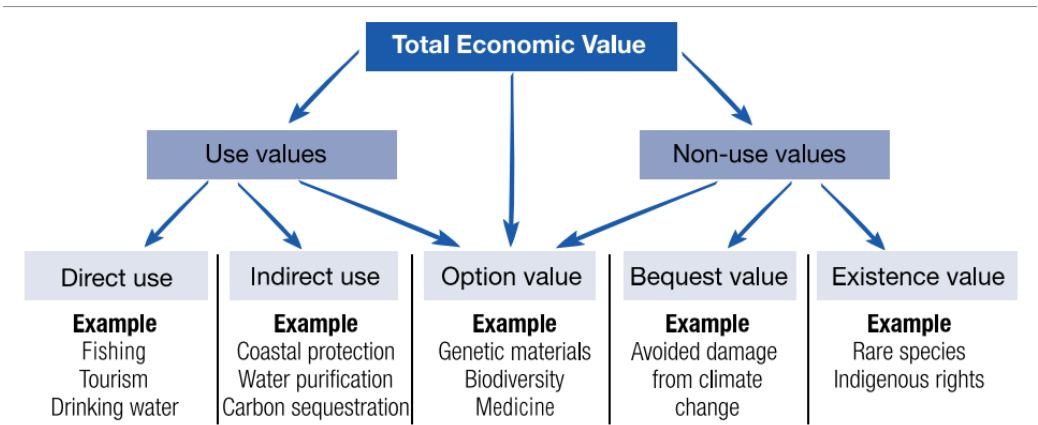 Total Economic Value
Use values
Non-use values
Direct use
Indirect use
Option value
Bequest value
Existence value
Example
Fishing
Tourism
Drinking water
Example
Coastal protection
Water purification
Carbon sequestration
Example
Genetic materials
Biodiversity
Medicine
Example
Avoided damage
from climate
change
Example
Rare species
Indigenous rights